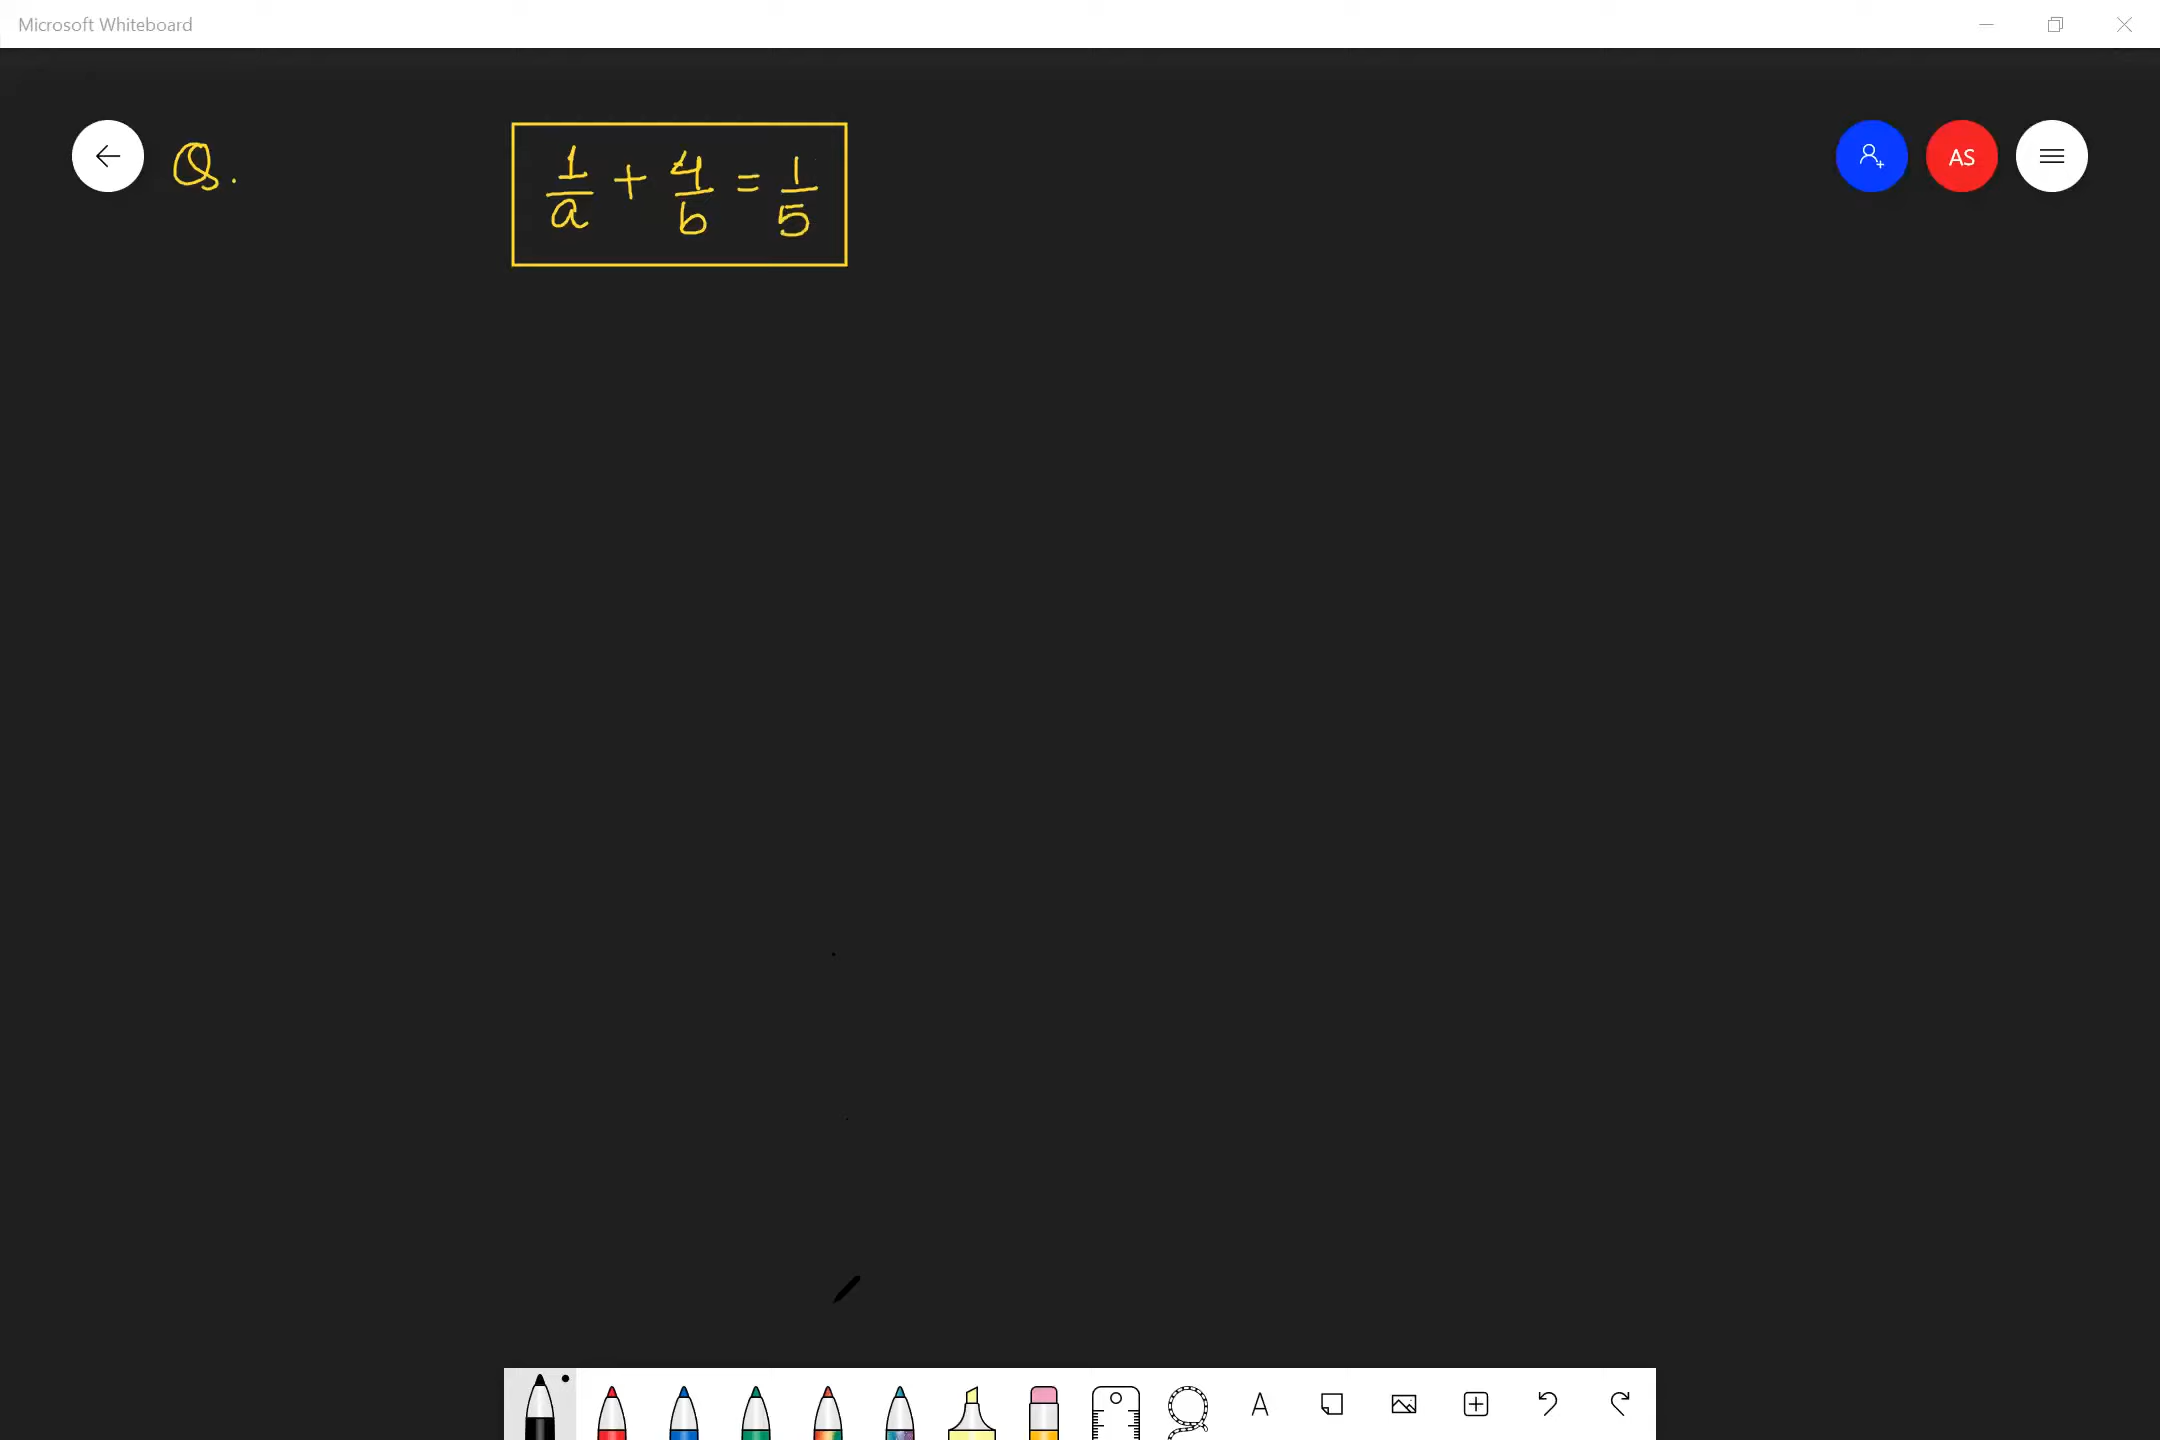 Microsoft Whiteboard
Q.
1/a + 4/b = 1/5
AS
A